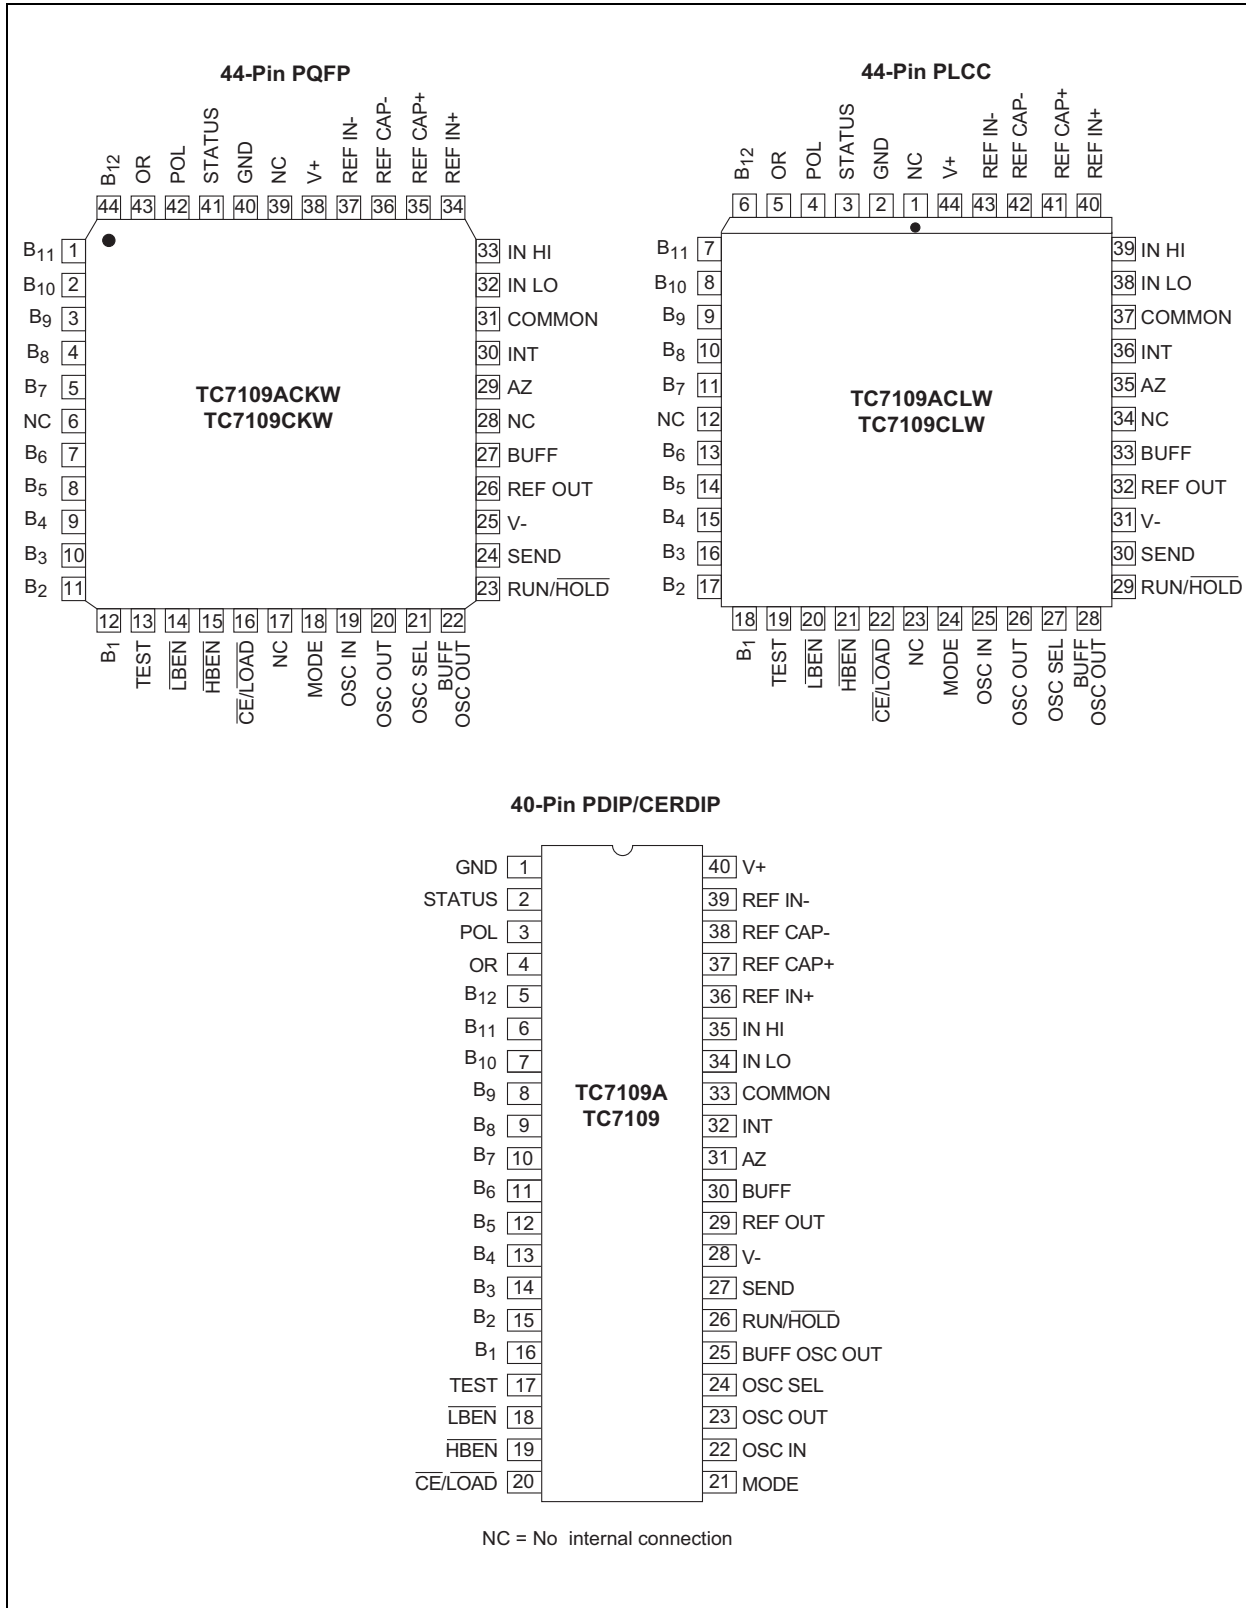 44-Pin PQFP
B12 OR POL STATUS GND NC V+ REF IN- REF CAP- REF CAP+ REF IN+
44 43 42 41 40 39 38 37 36 35 34
B11 1
B10 2
B9 3
B8 4
B7 5
NC 6
B6 7
B5 8
B4 9
B3 10
B2 11
TC7109ACKW
TC7109CKW
33 IN HI
32 IN LO
31 COMMON
30 INT
29 AZ
28 NC
27 BUFF
26 REF OUT
25 V-
24 SEND
23 RUN/HOLD
12 13 14 15 16 17 18 19 20 21 22
B1 TEST LBEN HBEN CE/LOAD NC MODE OSC IN OSC OUT OSC SEL BUFF OSC OUT
44-Pin PLCC
B12 OR POL STATUS GND NC V+ REF IN- REF CAP- REF CAP+ REF IN+
6 5 4 3 2 1 44 43 42 41 40
B11 7
B10 8
B9 9
B8 10
B7 11
NC 12
B6 13
B5 14
B4 15
B3 16
B2 17
TC7109ACLW
TC7109CLW
39 IN HI
38 IN LO
37 COMMON
36 INT
35 AZ
34 NC
33 BUFF
32 REF OUT
31 V-
30 SEND
29 RUN/HOLD
18 19 20 21 22 23 24 25 26 27 28
B1 TEST LBEN HBEN CE/LOAD NC MODE OSC IN OSC OUT OSC SEL BUFF OSC OUT
40-Pin PDIP/CERDIP
GND 1
STATUS 2
POL 3
OR 4
B12 5
B11 6
B10 7
B9 8
B8 9
B7 10
B6 11
B5 12
B4 13
B3 14
B2 15
B1 16
TEST 17
LBEN 18
HBEN 19
CE/LOAD 20
TC7109A
TC7109
40 V+
39 REF IN-
38 REF CAP-
37 REF CAP+
36 REF IN+
35 IN HI
34 IN LO
33 COMMON
32 INT
31 AZ
30 BUFF
29 REF OUT
28 V-
27 SEND
26 RUN/HOLD
25 BUFF OSC OUT
24 OSC SEL
23 OSC OUT
22 OSC IN
21 MODE
NC = No internal connection